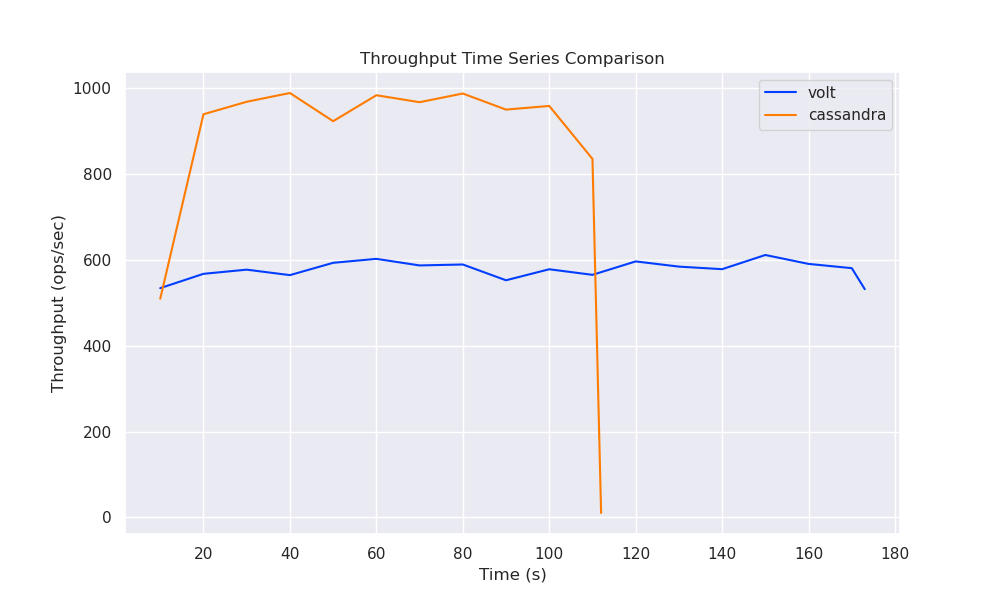 Throughput Time Series Comparison
volt
cassandra
1000
800
600
400
200
0
Throughput (ops/sec)
20 40 60 80 100 120 140 160 180
Time (s)